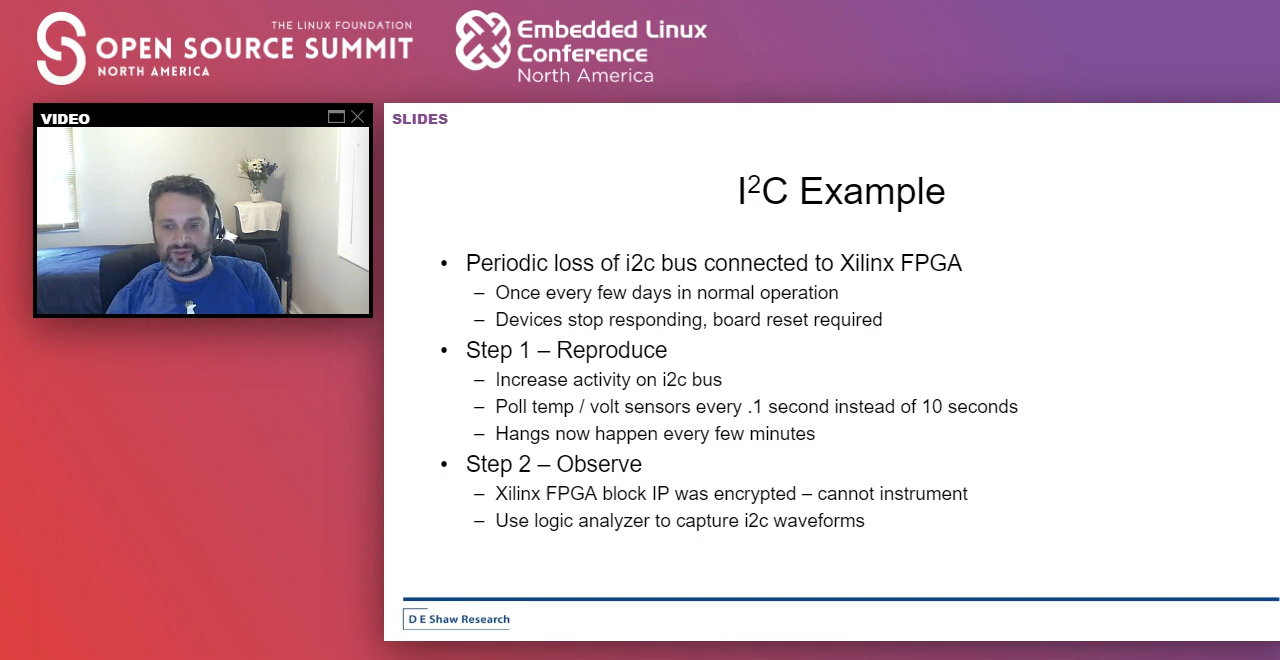 THE LINUX FOUNDATION
OPEN SOURCE SUMMIT
NORTH AMERICA
Embedded Linux
Conference
North America
VIDEO
SLIDES
I²C Example
• Periodic loss of i2c bus connected to Xilinx FPGA
– Once every few days in normal operation
– Devices stop responding, board reset required
• Step 1 – Reproduce
– Increase activity on i2c bus
– Poll temp / volt sensors every .1 second instead of 10 seconds
– Hangs now happen every few minutes
• Step 2 – Observe
– Xilinx FPGA block IP was encrypted – cannot instrument
– Use logic analyzer to capture i2c waveforms
D E Shaw Research